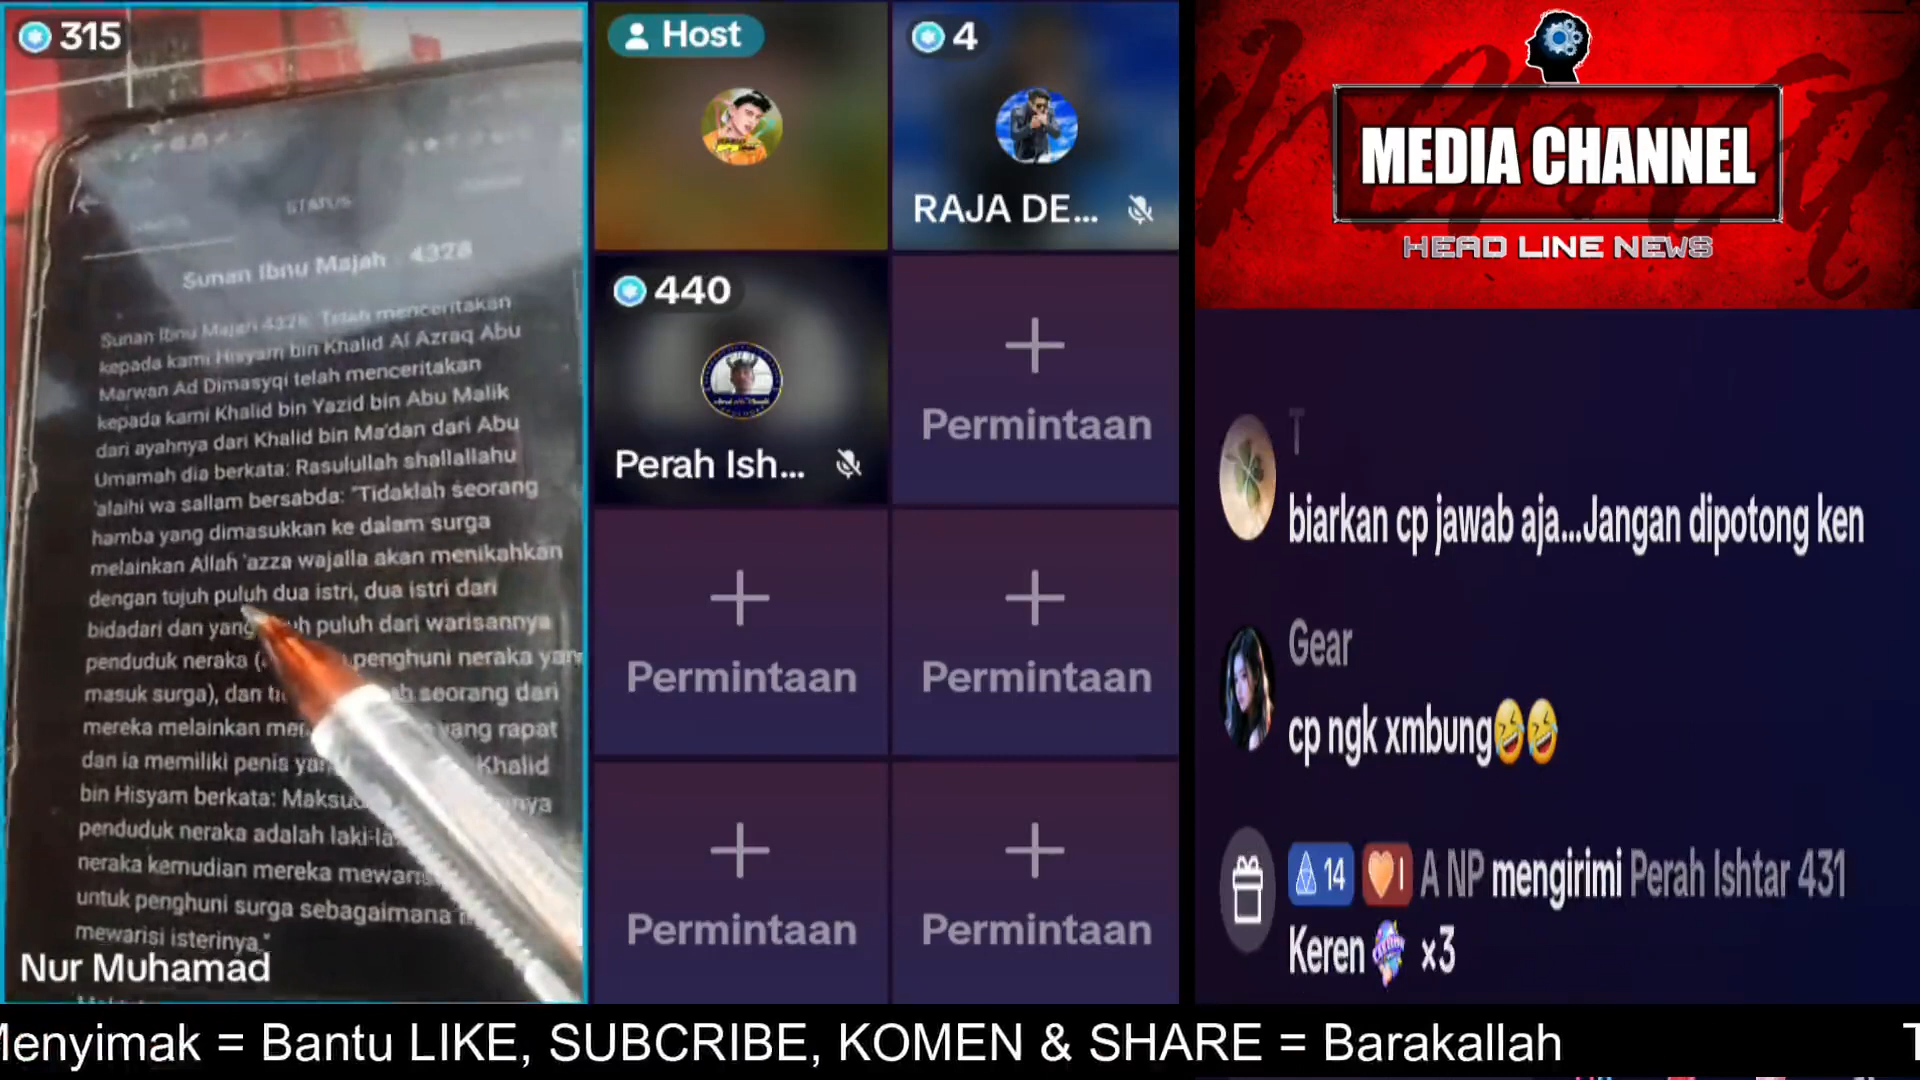 315
STATUS
Sunan Ibnu Majah 4328
Sunan Ibnu Majah 4328: Telah menceritakan
kepada kami Hisyam bin Khalid Al Azraq Abu
Marwan Ad Dimasyqi telah menceritakan
kepada kami Khalid bin Yazid bin Abu Malik
dari ayahnya dari Khalid bin Ma'dan dari Abu
Umamah dia berkata: Rasulullah shallallahu
'alaihi wa sallam bersabda: "Tidaklah seorang
hamba yang dimasukkan ke dalam surga
melainkan Allah 'azza wajalla akan menikahkan
dengan tujuh puluh dua istri, dua istri dari
bidadari dan yang puluh dari warisannya
penduduk neraka ( penghuni neraka
masuk surga), dan seorang dari
mereka melainkan yang rapat
dan ia memiliki penis Khalid
bin Hisyam berkata:
penduduk neraka adalah
neraka kemudian mereka
untuk penghuni surga sebagaimana
mewarisi isterinya."
Nur Muhamad
Host
4
RAJA DE...
440
Perah Ish...
Permintaan
Permintaan
Permintaan
Permintaan
Permintaan
MEDIA CHANNEL
HEAD LINE NEWS
T
biarkan cp jawab aja...Jangan dipotong ken
Gear
cp ngk xmbung🤣🤣
14 I A NP mengirimi Perah Ishtar 431
Keren x3
Menyimak = Bantu LIKE, SUBCRIBE, KOMEN & SHARE = Barakallah T